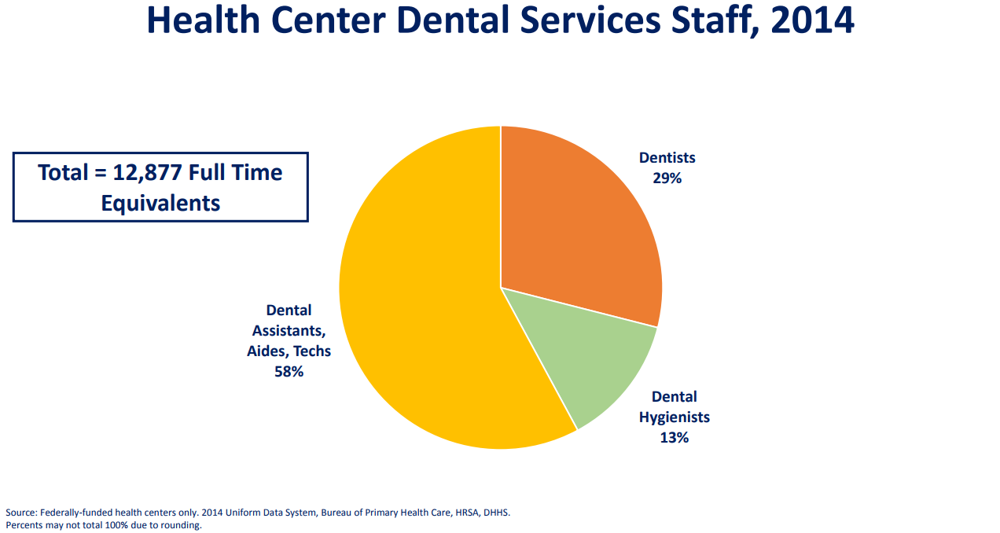 Health Center Dental Services Staff, 2014
Total = 12,877 Full Time
Equivalents
Dentists
29%
Dental
Assistants,
Aides, Techs
58%
Dental
Hygienists
13%
Source: Federally-funded health centers only. 2014 Uniform Data System, Bureau of Primary Health Care, HRSA, DHHS.
Percents may not total 100% due to rounding.